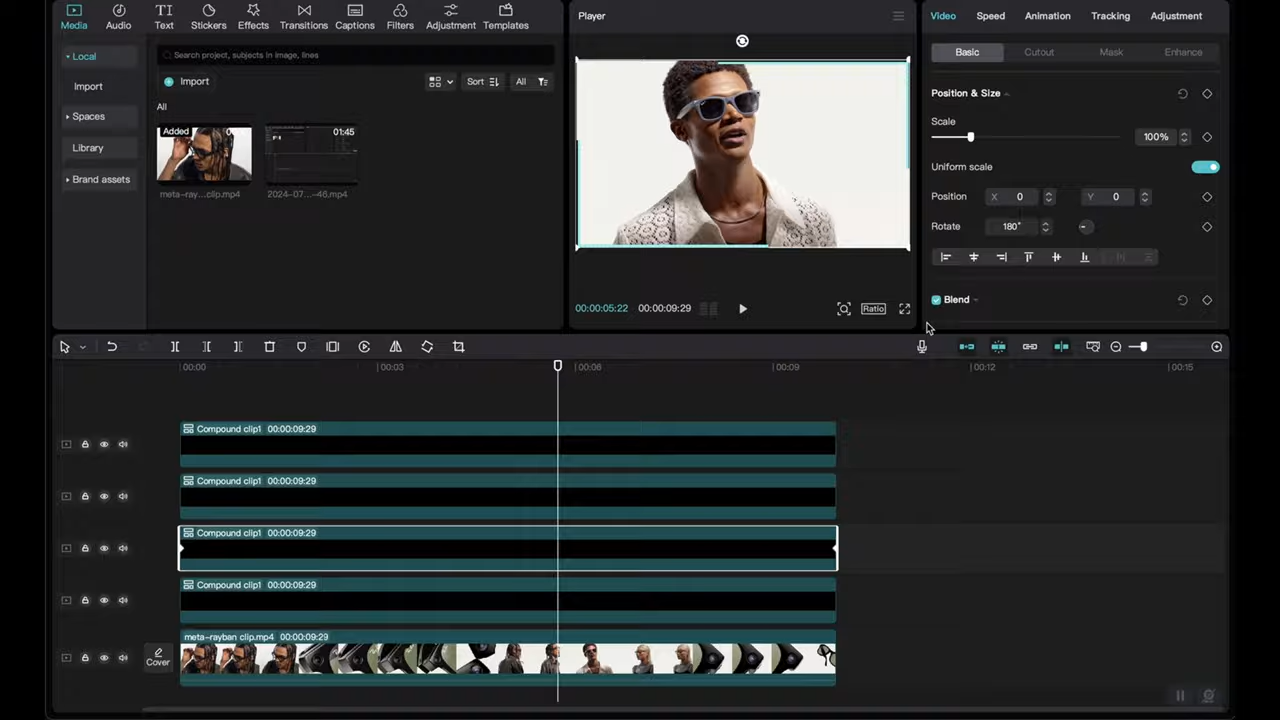 Media
Audio
Text
Stickers
Effects
Transitions
Captions
Filters
Adjustment
Templates
Local
Import
Spaces
Library
Brand assets
Search project, subjects in image, lines
Import
Sort
All
All
Added
01:45
meta-ray...clip.mp4
2024-07...-46.mp4
Player
00:00:05:22
00:00:09:29
Ratio
Video
Speed
Animation
Tracking
Adjustment
Basic
Cutout
Mask
Enhance
Position & Size
Scale
100%
Uniform scale
Position X 0 Y 0
Rotate 180°
Blend
00:00
00:03
00:06
00:09
00:12
00:15
Compound clip1 00:00:09:29
Compound clip1 00:00:09:29
Compound clip1 00:00:09:29
Compound clip1 00:00:09:29
meta-rayban clip.mp4 00:00:09:29
Cover